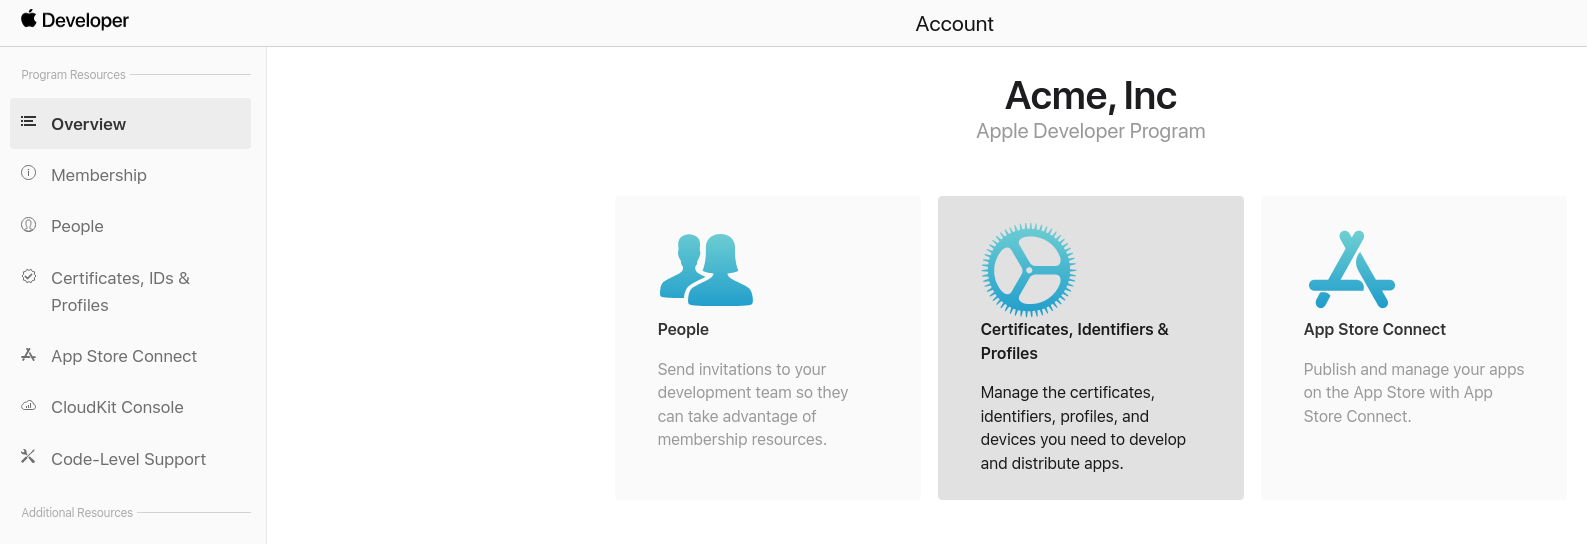 Developer
Account
Program Resources
Overview
Membership
People
Certificates, IDs &
Profiles
App Store Connect
CloudKit Console
Code-Level Support
Additional Resources
Acme, Inc
Apple Developer Program
People
Send invitations to your
development team so they
can take advantage of
membership resources.
Certificates, Identifiers &
Profiles
Manage the certificates,
identifiers, profiles, and
devices you need to develop
and distribute apps.
App Store Connect
Publish and manage your apps
on the App Store with App
Store Connect.